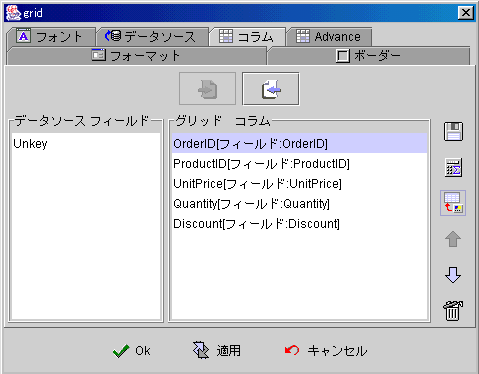 grid
フォント データソース コラム Advance
フォーマット ボーダー
データソース フィールド グリッド コラム
Unkey
OrderID[フィールド:OrderID]
ProductID[フィールド:ProductID]
UnitPrice[フィールド:UnitPrice]
Quantity[フィールド:Quantity]
Discount[フィールド:Discount]
Ok 適用 キャンセル